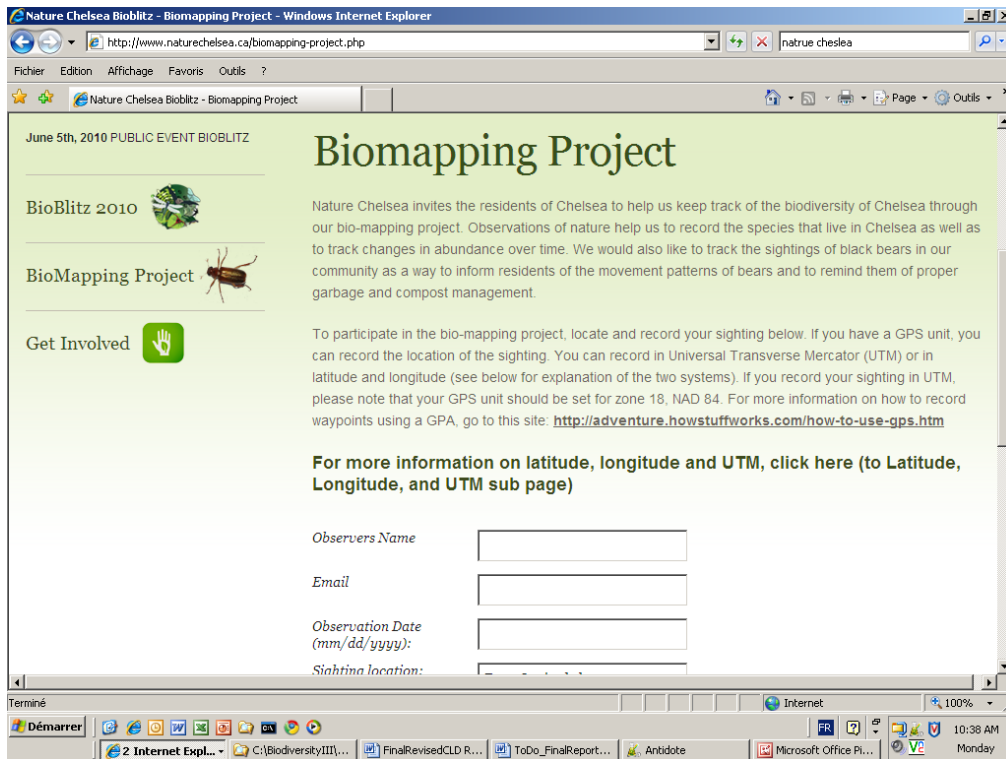 Nature Chelsea Bioblitz - Biomapping Project - Windows Internet Explorer
http://www.naturechelsea.ca/biomapping-project.php
natrue cheslea
Fichier Edition Affichage Favoris Outils ?
Nature Chelsea Bioblitz - Biomapping Project
Page Outils
June 5th, 2010 PUBLIC EVENT BIOBLITZ
BioBlitz 2010
BioMapping Project
Get Involved
Biomapping Project
Nature Chelsea invites the residents of Chelsea to help us keep track of the biodiversity of Chelsea through
our bio-mapping project. Observations of nature help us to record the species that live in Chelsea as well as
to track changes in abundance over time. We would also like to track the sightings of black bears in our
community as a way to inform residents of the movement patterns of bears and to remind them of proper
garbage and compost management.
To participate in the bio-mapping project, locate and record your sighting below. If you have a GPS unit, you
can record the location of the sighting. You can record in Universal Transverse Mercator (UTM) or in
latitude and longitude (see below for explanation of the two systems). If you record your sighting in UTM,
please note that your GPS unit should be set for zone 18, NAD 84. For more information on how to record
waypoints using a GPA, go to this site: http://adventure.howstuffworks.com/how-to-use-gps.htm
For more information on latitude, longitude and UTM, click here (to Latitude,
Longitude, and UTM sub page)
Observers Name
Email
Observation Date
(mm/dd/yyyy):
Sighting location:
Terminé
Internet
100%
Démarrer
FR
10:38 AM
2 Internet Expl...
C:\BiodiversityIII\...
FinalRevisedCLD R...
ToDo_FinalReport...
Antidote
Microsoft Office Pi...
Monday